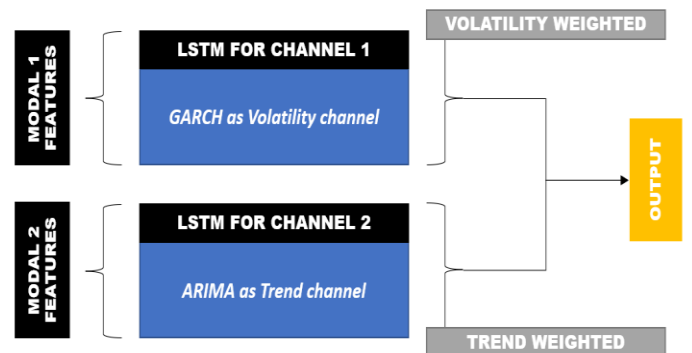 VOLATILITY WEIGHTED
MODAL 1
FEATURES
LSTM FOR CHANNEL 1
GARCH as Volatility channel
OUTPUT
MODAL 2
FEATURES
LSTM FOR CHANNEL 2
ARIMA as Trend channel
TREND WEIGHTED